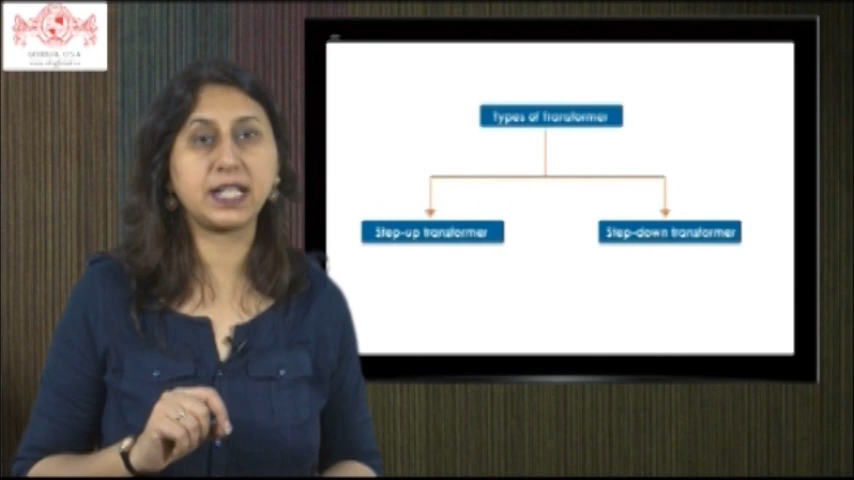 Types of Transformer
Step-up transformer
Step-down transformer